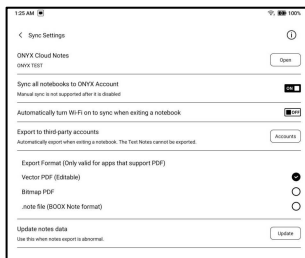 1:25 AM
100%
Sync Settings
ONYX Cloud Notes
ONYX TEST
Open
Sync all notebooks to ONYX Account
Manual sync is not supported after it is disabled
ON
Automatically turn Wi-Fi on to sync when exiting a notebook
OFF
Export to third-party accounts
Automatically export when exiting a notebook. The Text Notes cannot be exported.
Accounts
Export Format (Only valid for apps that support PDF)
Vector PDF (Editable)
Bitmap PDF
.note file (BOOX Note format)
Update notes data
Use this when notes export is abnormal.
Update